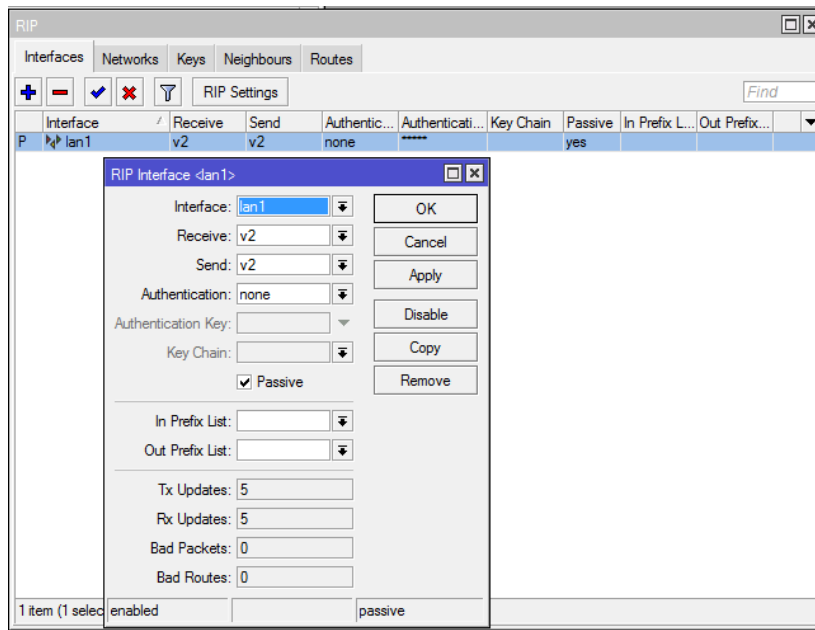 RIP
Interfaces Networks Keys Neighbours Routes
RIP Settings Find
Interface Receive Send Authentic... Authenticati... Key Chain Passive In Prefix L... Out Prefix...
P lan1 v2 v2 none ***** yes
RIP Interface <lan1>
Interface: lan1 OK
Receive: v2 Cancel
Send: v2 Apply
Authentication: none
Authentication Key: Disable
Key Chain: Copy
Passive Remove
In Prefix List:
Out Prefix List:
Tx Updates: 5
Rx Updates: 5
Bad Packets: 0
Bad Routes: 0
1 item (1 selec enabled passive